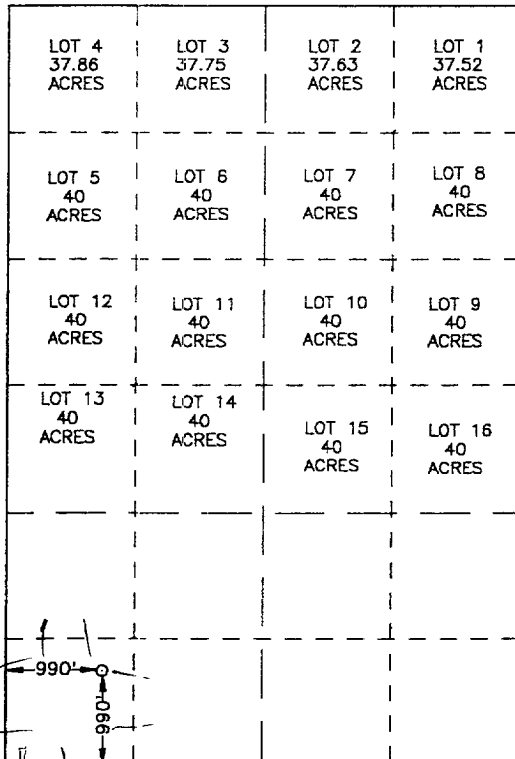 LOT 4
37.86
ACRES
LOT 3
37.75
ACRES
LOT 2
37.63
ACRES
LOT 1
37.52
ACRES
LOT 5
40
ACRES
LOT 6
40
ACRES
LOT 7
40
ACRES
LOT 8
40
ACRES
LOT 12
40
ACRES
LOT 11
40
ACRES
LOT 10
40
ACRES
LOT 9
40
ACRES
LOT 13
40
ACRES
LOT 14
40
ACRES
LOT 15
40
ACRES
LOT 16
40
ACRES
990'
990'